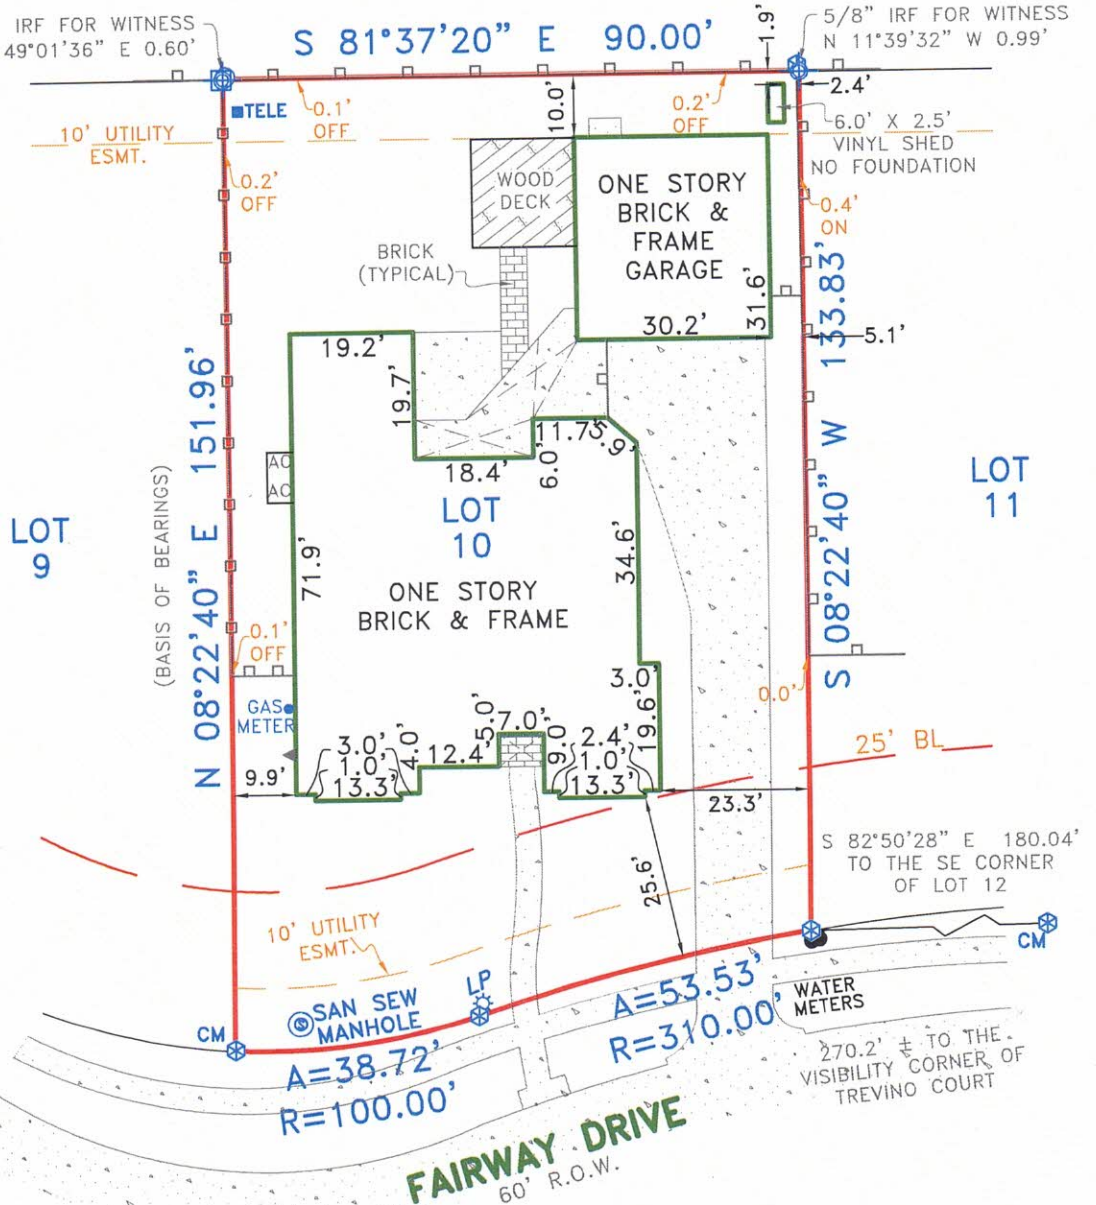 IRF FOR WITNESS
49°01'36" E 0.60'
S 81°37'20" E 90.00'
1.9'
5/8" IRF FOR WITNESS
N 11°39'32" W 0.99'
TELE
0.1'
OFF
10.0'
0.2'
OFF
2.4'
10' UTILITY
ESMT.
6.0' X 2.5'
VINYL SHED
NO FOUNDATION
0.2'
OFF
WOOD
DECK
ONE STORY
BRICK &
FRAME
GARAGE
0.4'
ON
BRICK
(TYPICAL)
31.6'
30.2'
5.1'
S 08°22'40" W 133.83'
19.2'
19.7'
11.7'
5.9'
18.4'
6.0'
N 08°22'40" E 151.96'
(BASIS OF BEARINGS)
AC
AC
LOT
9
LOT
10
LOT
11
71.9'
34.6'
ONE STORY
BRICK & FRAME
0.1'
OFF
3.0'
0.0'
GAS
METER
19.6'
3.0'
1.0'
13.3'
4.0'
12.4'
5.0'
7.0'
9.0'
2.4'
1.0'
13.3'
9.9'
23.3'
25' BL
25.6'
S 82°50'28" E 180.04'
TO THE SE CORNER
OF LOT 12
10' UTILITY
ESMT.
CM
LP
SAN SEW
MANHOLE
S
CM
A=53.53'
R=310.00'
WATER
METERS
A=38.72'
R=100.00'
270.2' ± TO THE
VISIBILITY CORNER OF
TREVINO COURT
FAIRWAY DRIVE
60' R.O.W.